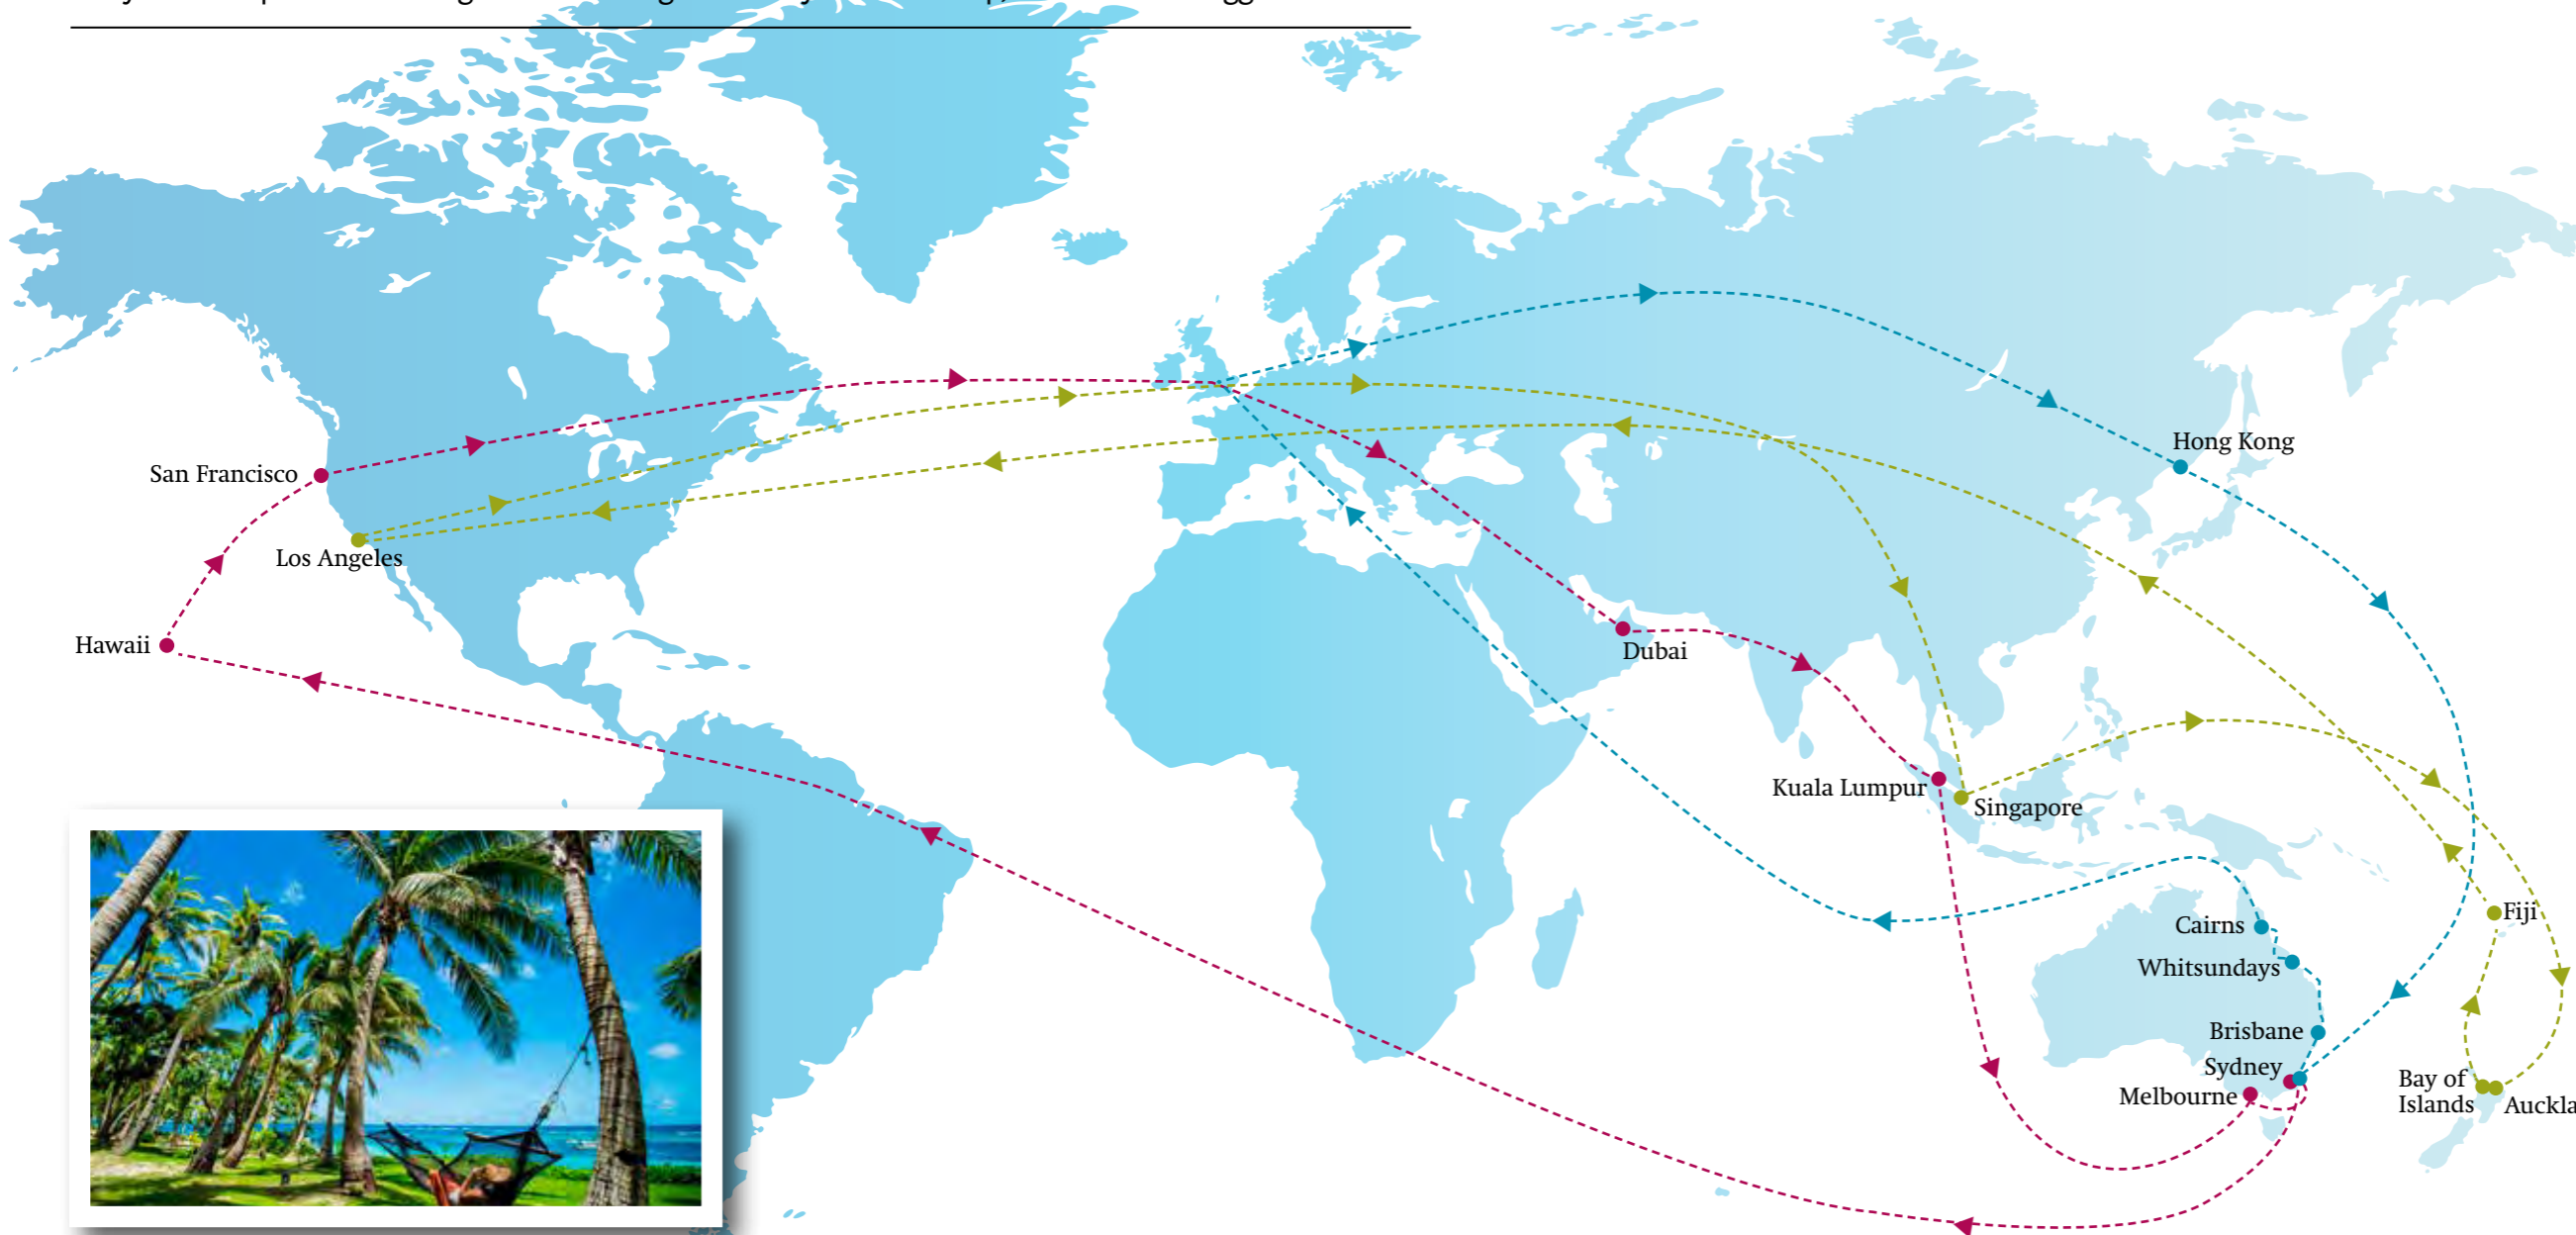 Hong Kong
San Francisco
Los Angeles
Hawaii
Dubai
Kuala Lumpur
Singapore
Fiji
Cairns
Whitsundays
Brisbane
Sydney
Melbourne
Bay of
Islands